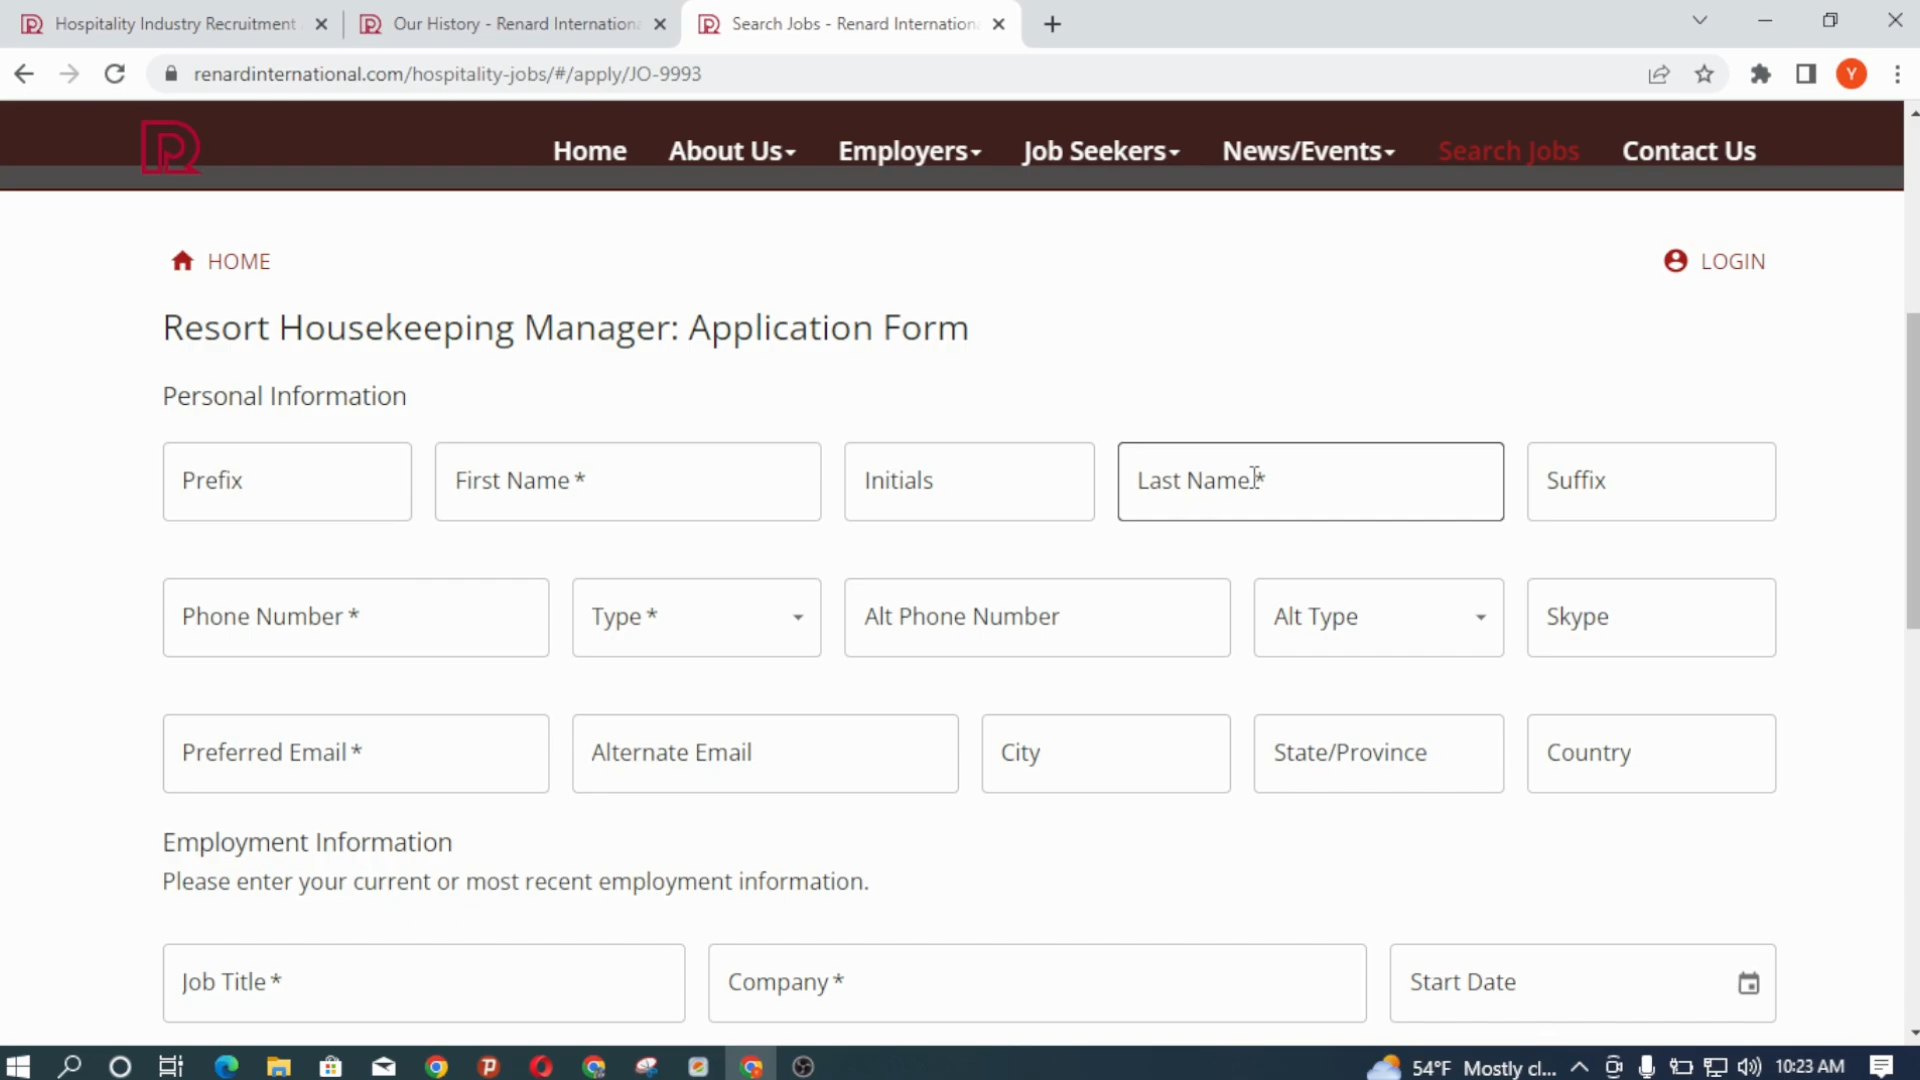 Hospitality Industry Recruitment
Our History - Renard Internationa
Search Jobs - Renard Internation
renardinternational.com/hospitality-jobs/#/apply/JO-9993
Y
Home About Us Employers Job Seekers News/Events Search Jobs Contact Us
HOME
LOGIN
Resort Housekeeping Manager: Application Form
Personal Information
Prefix First Name * Initials Last Name * Suffix
Phone Number * Type * Alt Phone Number Alt Type Skype
Preferred Email * Alternate Email City State/Province Country
Employment Information
Please enter your current or most recent employment information.
Job Title * Company * Start Date
54°F Mostly cl... 10:23 AM